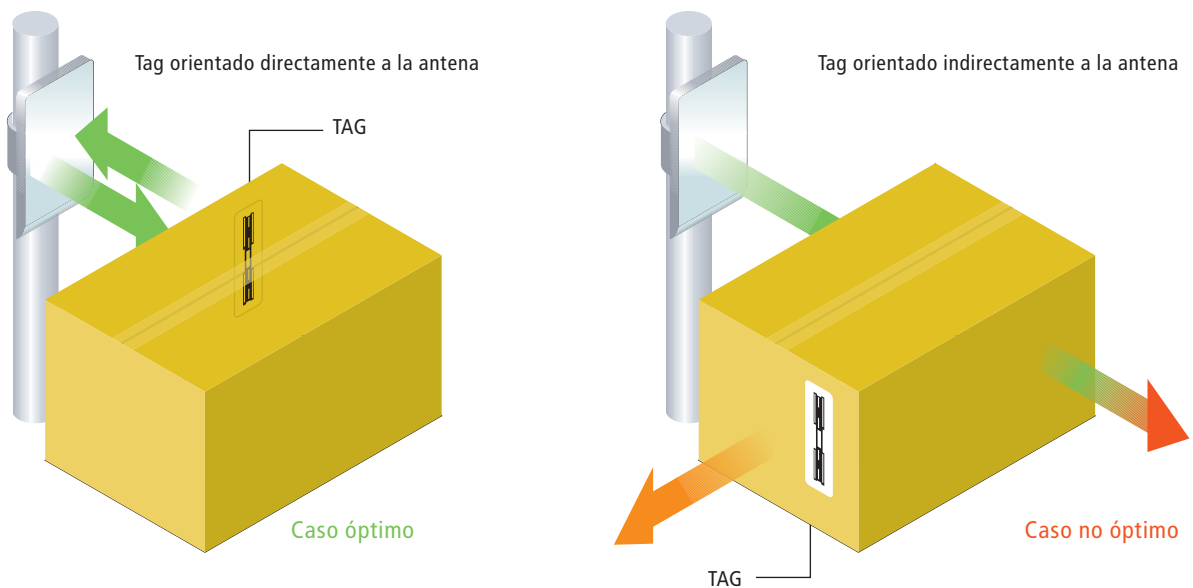 Tag orientado directamente a la antena
TAG
Caso óptimo
Tag orientado indirectamente a la antena
Caso no óptimo
TAG